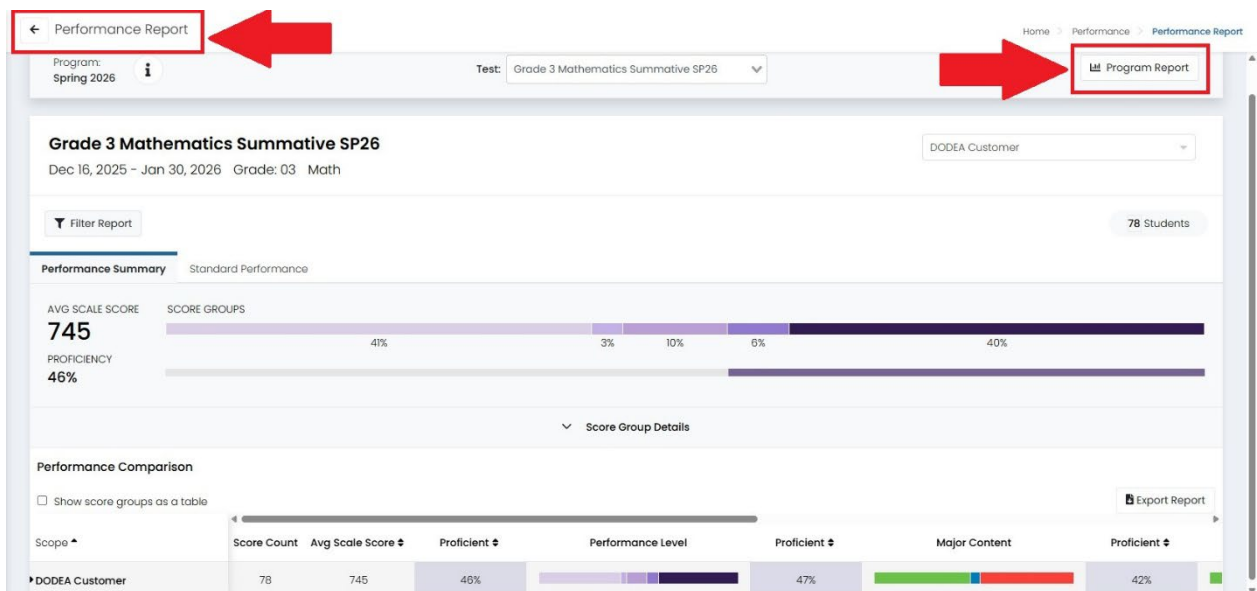 ← Performance Report
Home > Performance > Performance Report
Program:
Spring 2026
i
Test: Grade 3 Mathematics Summative SP26
Program Report
Grade 3 Mathematics Summative SP26
Dec 16, 2025 - Jan 30, 2026 Grade: 03 Math
DODEA Customer
Filter Report
78 Students
Performance Summary Standard Performance
AVG SCALE SCORE SCORE GROUPS
745
41% 3% 10% 6% 40%
PROFICIENCY
46%
Score Group Details
Performance Comparison
Show score groups as a table
Export Report
Scope Score Count Avg Scale Score Proficient Performance Level Proficient Major Content Proficient
DODEA Customer 78 745 46% 47% 42%